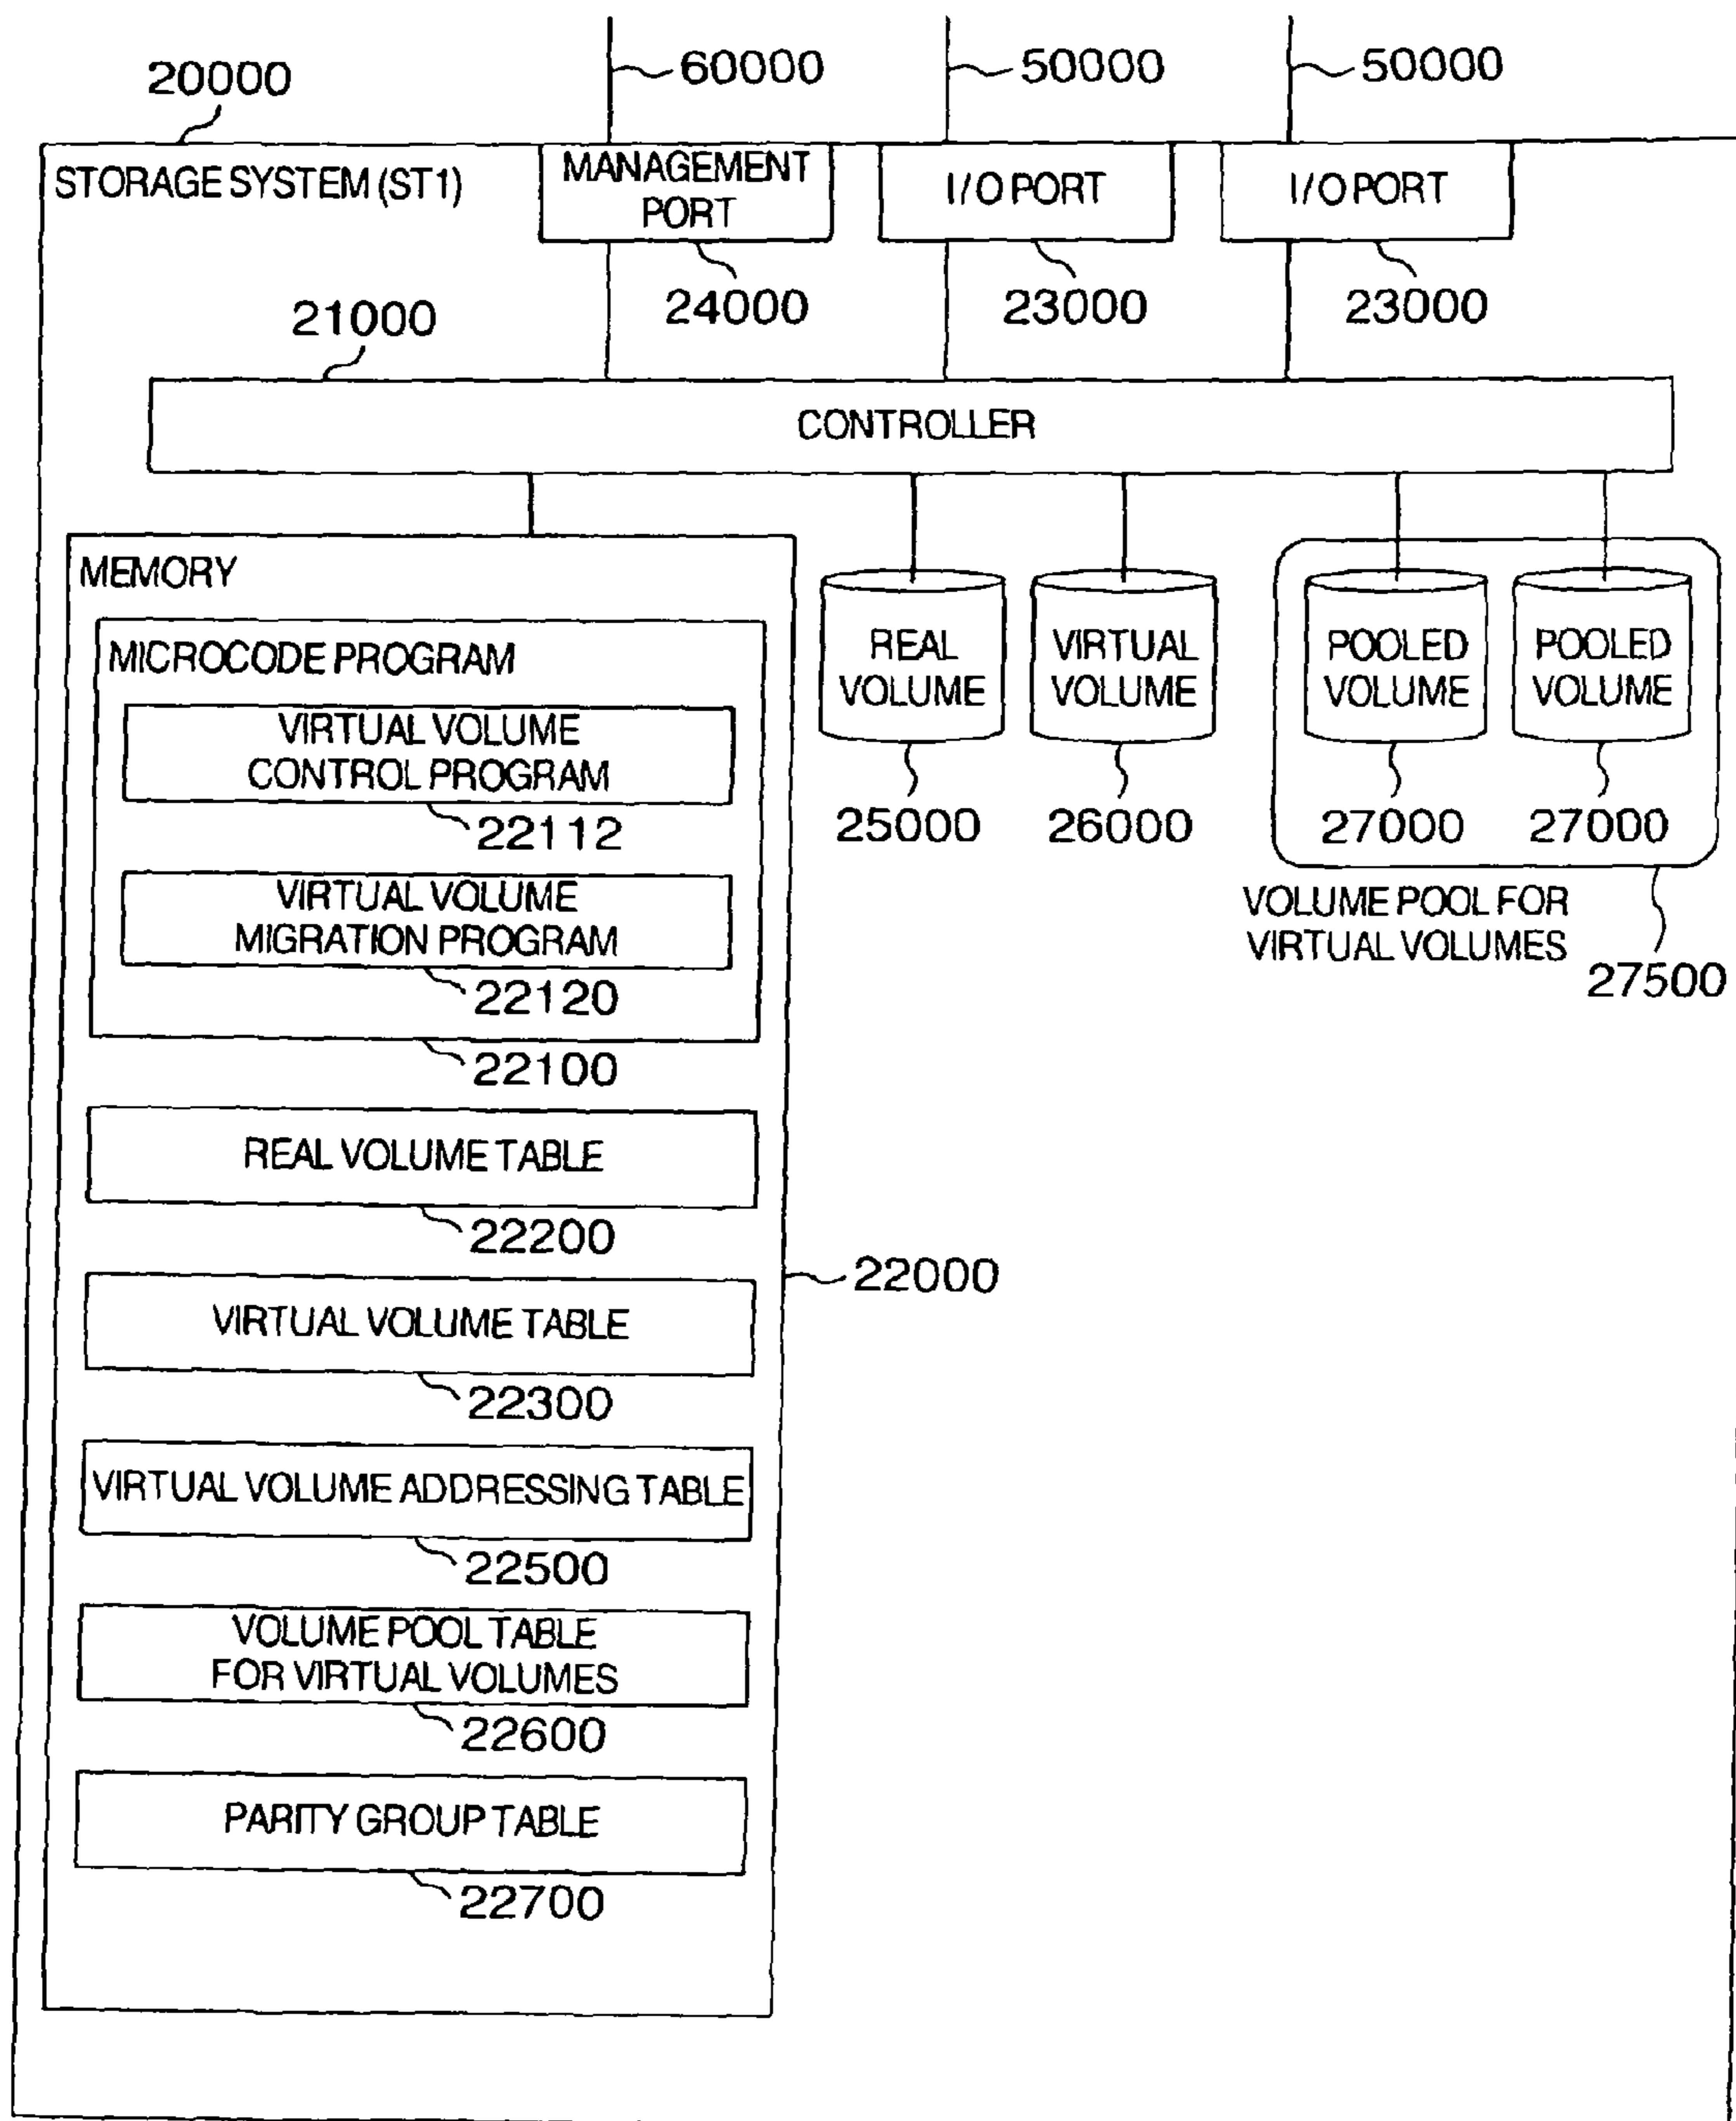 60000
50000
50000
20000
STORAGE SYSTEM (ST1)
MANAGEMENT
PORT
I/O PORT
I/O PORT
24000
23000
23000
21000
CONTROLLER
MEMORY
MICROCODE PROGRAM
VIRTUAL VOLUME
CONTROL PROGRAM
22112
VIRTUAL VOLUME
MIGRATION PROGRAM
22120
22100
REAL
VOLUME
25000
VIRTUAL
VOLUME
26000
POOLED
VOLUME
27000
POOLED
VOLUME
27000
VOLUME POOL FOR
VIRTUAL VOLUMES
27500
REAL VOLUME TABLE
22200
22000
VIRTUAL VOLUME TABLE
22300
VIRTUAL VOLUME ADDRESSING TABLE
22500
VOLUME POOL TABLE
FOR VIRTUAL VOLUMES
22600
PARITY GROUP TABLE
22700